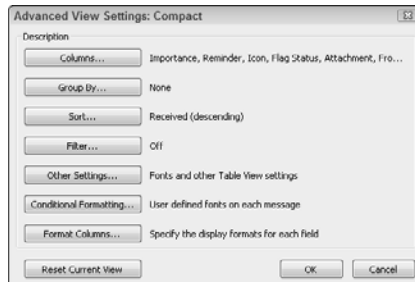 Advanced View Settings: Compact
Description
Columns... Importance, Reminder, Icon, Flag Status, Attachment, Fro...
Group By... None
Sort... Received (descending)
Filter... Off
Other Settings... Fonts and other Table View settings
Conditional Formatting... User defined fonts on each message
Format Columns... Specify the display formats for each field
Reset Current View OK Cancel